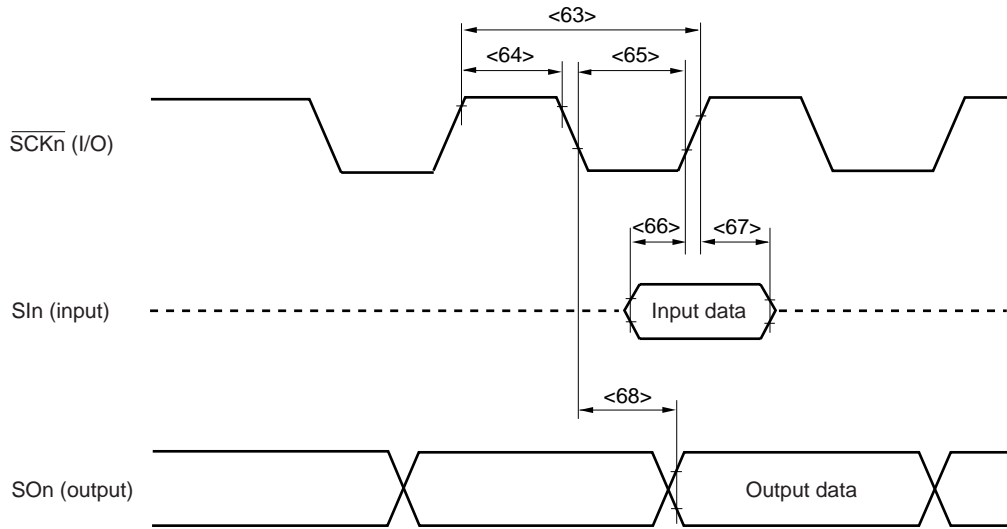 <63>
<64> <65>
SCKn (I/O)
<66> <67>
SIn (input) Input data
<68>
SOn (output) Output data